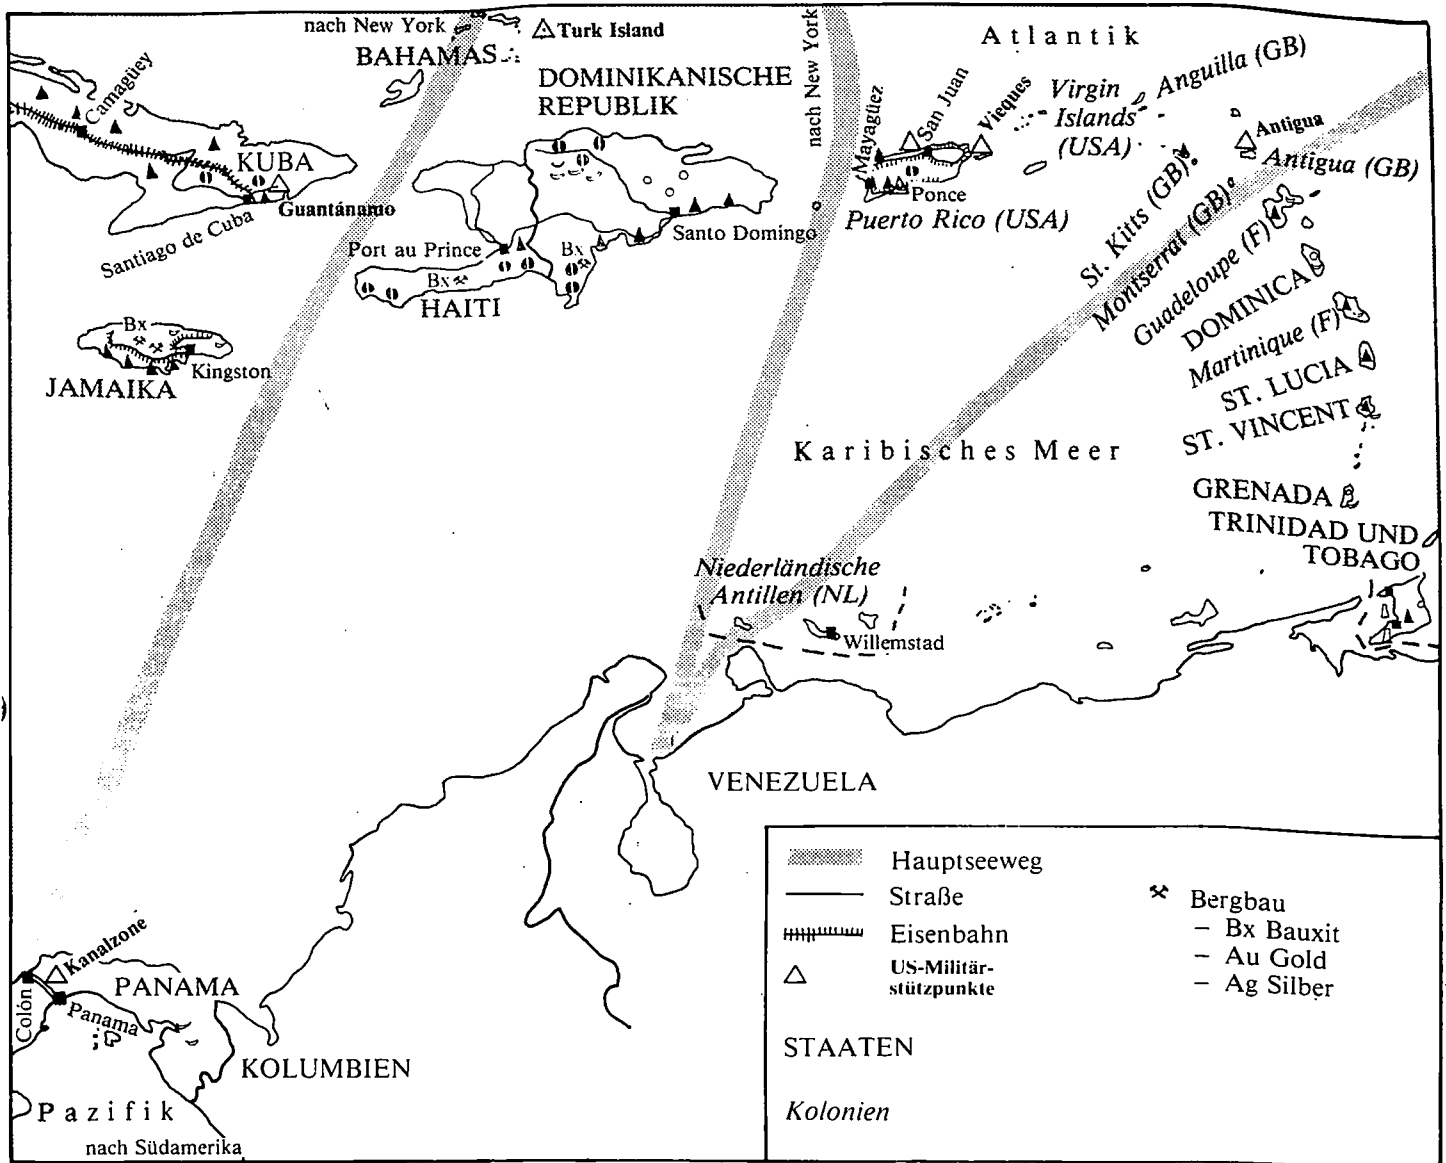 nach New York
Turk Island
BAHAMAS
Atlantik
Camagüey
DOMINIKANISCHE
REPUBLIK
nach New York
Mayagüez
San Juan
Vieques
Virgin
Islands
(USA)
Anguilla (GB)
Antigua
Antigua (GB)
KUBA
Guantánamo
Santiago de Cuba
Ponce
Puerto Rico (USA)
St. Kitts (GB)
Montserrat (GB)
Guadeloupe (F)
Port au Prince
Bx
Santo Domingo
Bx
HAITI
DOMINICA
Martinique (F)
Bx
Kingston
JAMAIKA
ST. LUCIA
ST. VINCENT
Karibisches Meer
GRENADA
TRINIDAD UND
TOBAGO
Niederländische
Antillen (NL)
Willemstad
VENEZUELA
Kanalzone
Colón
PANAMA
Panama
KOLUMBIEN
Pazifik
nach Südamerika
Hauptseeweg
Straße
Eisenbahn
US-Militär-
stützpunkte
STAATEN
Kolonien
Bergbau
– Bx Bauxit
– Au Gold
– Ag Silber